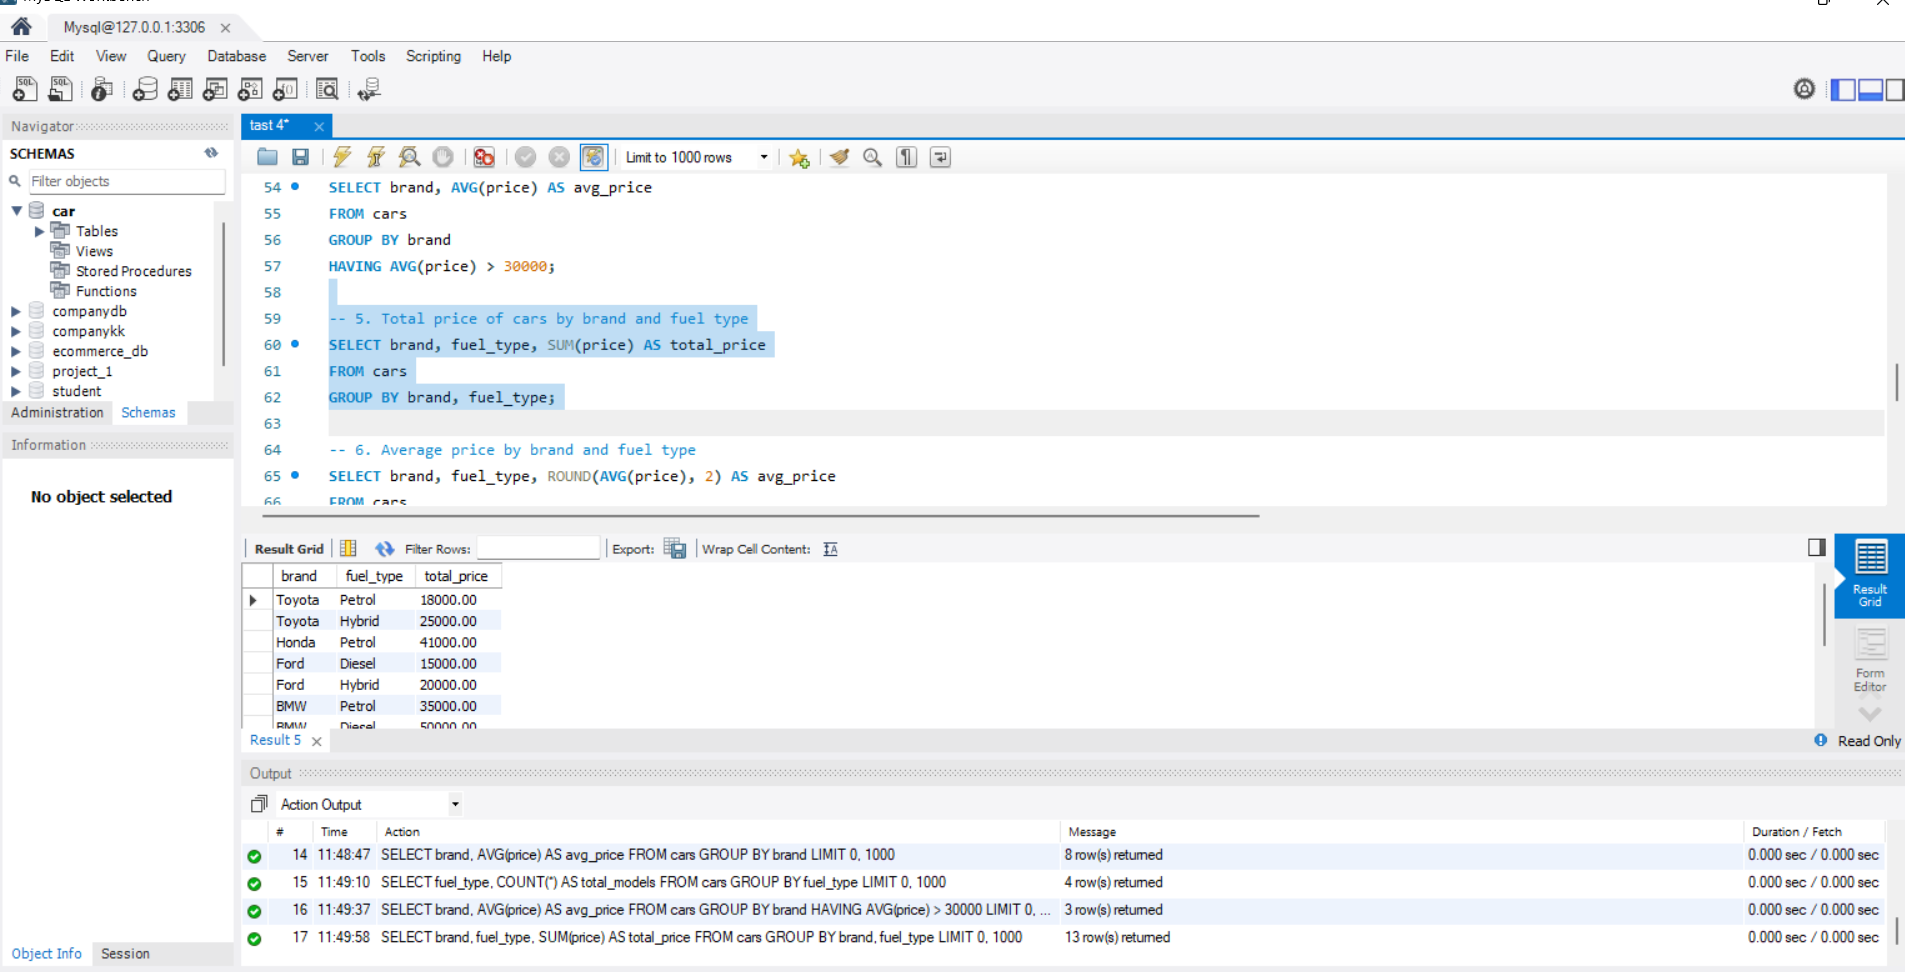 Mysql@127.0.0.1:3306
File Edit View Query Database Server Tools Scripting Help
Navigator
SCHEMAS
Filter objects
car
Tables
Views
Stored Procedures
Functions
companydb
companykk
ecommerce_db
project_1
student
Administration Schemas
Information
No object selected
Object Info Session
tast 4*
Limit to 1000 rows
54 SELECT brand, AVG(price) AS avg_price
55 FROM cars
56 GROUP BY brand
57 HAVING AVG(price) > 30000;
58
59 -- 5. Total price of cars by brand and fuel type
60 SELECT brand, fuel_type, SUM(price) AS total_price
61 FROM cars
62 GROUP BY brand, fuel_type;
63
64 -- 6. Average price by brand and fuel type
65 SELECT brand, fuel_type, ROUND(AVG(price), 2) AS avg_price
66 FROM cars
Result Grid Filter Rows: Export: Wrap Cell Content:
brand fuel_type total_price
Toyota Petrol 18000.00
Toyota Hybrid 25000.00
Honda Petrol 41000.00
Ford Diesel 15000.00
Ford Hybrid 20000.00
BMW Petrol 35000.00
BMW Diesel 50000.00
Result
Grid
Form
Editor
Result 5
Read Only
Output
Action Output
# Time Action Message Duration / Fetch
14 11:48:47 SELECT brand, AVG(price) AS avg_price FROM cars GROUP BY brand LIMIT 0, 1000 8 row(s) returned 0.000 sec / 0.000 sec
15 11:49:10 SELECT fuel_type, COUNT(*) AS total_models FROM cars GROUP BY fuel_type LIMIT 0, 1000 4 row(s) returned 0.000 sec / 0.000 sec
16 11:49:37 SELECT brand, AVG(price) AS avg_price FROM cars GROUP BY brand HAVING AVG(price) > 30000 LIMIT 0, ... 3 row(s) returned 0.000 sec / 0.000 sec
17 11:49:58 SELECT brand, fuel_type, SUM(price) AS total_price FROM cars GROUP BY brand, fuel_type LIMIT 0, 1000 13 row(s) returned 0.000 sec / 0.000 sec